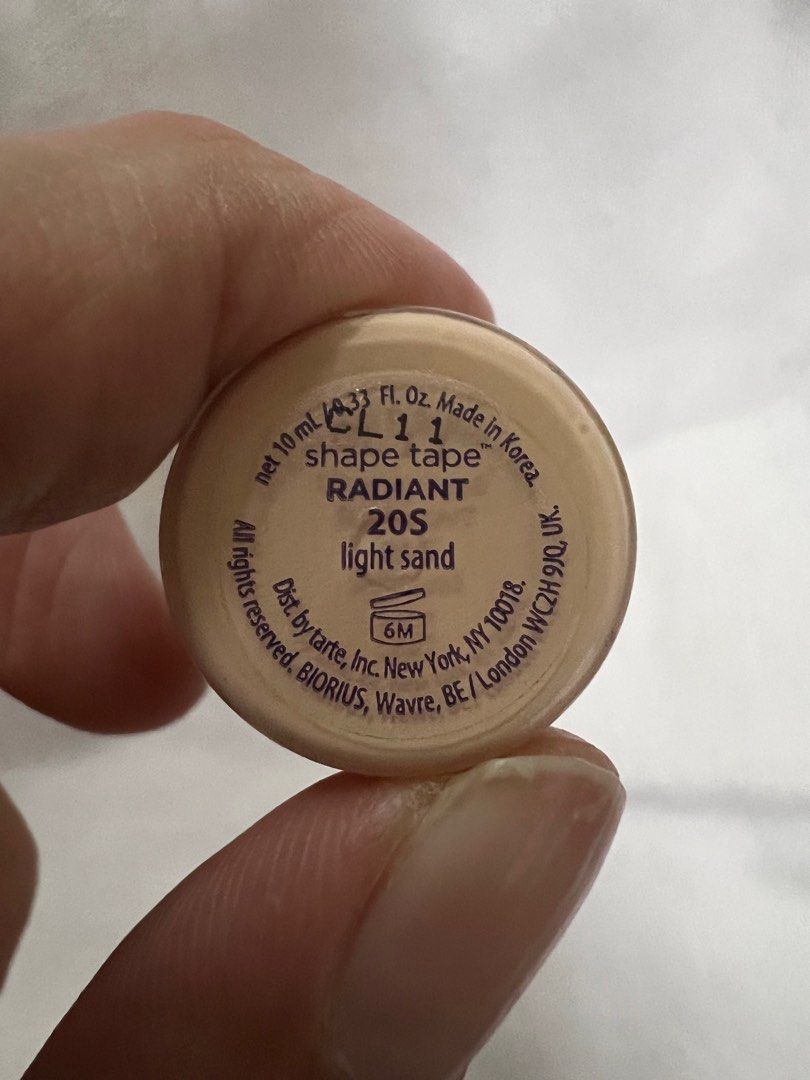 net 10 mL / 0.33 Fl. Oz. Made in Korea.
CL11
shape tape™
RADIANT
20S
light sand
6M
Dist. by tarte, Inc. New York, NY 10018.
All rights reserved. BIORIUS, Wavre, BE / London WC2H 9JQ, UK.